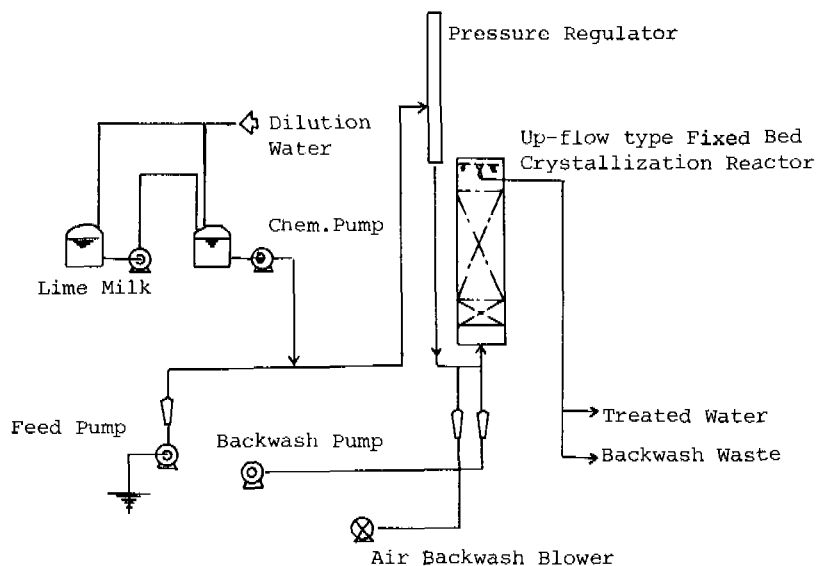 Pressure Regulator
Dilution
Water
Up-flow type Fixed Bed
Crystallization Reactor
Chem.Pump
Lime Milk
Feed Pump
Backwash Pump
Treated Water
Backwash Waste
Air Backwash Blower